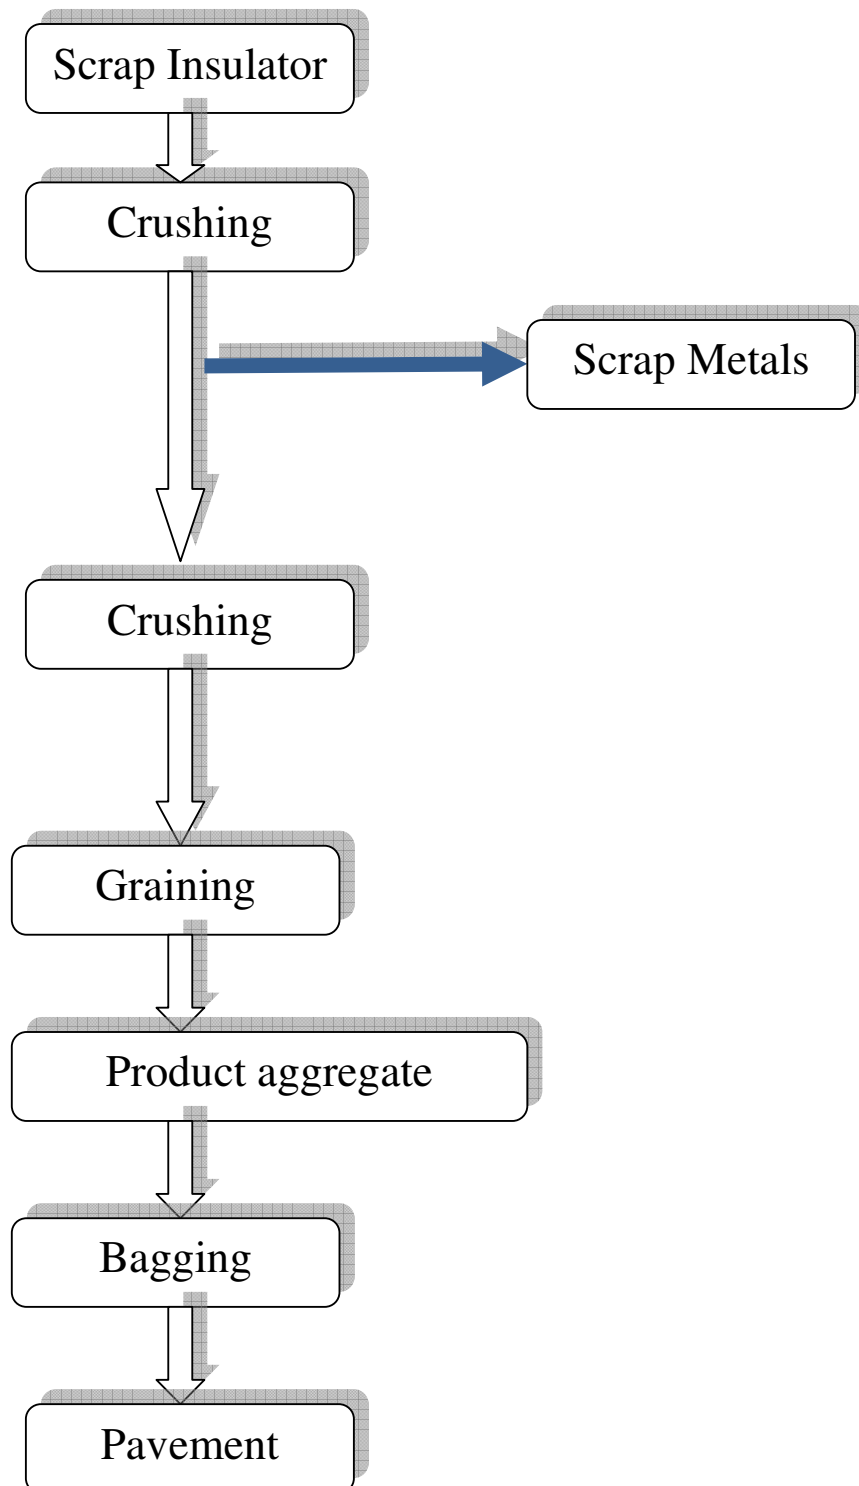 Scrap Insulator
Crushing
Scrap Metals
Crushing
Graining
Product aggregate
Bagging
Pavement